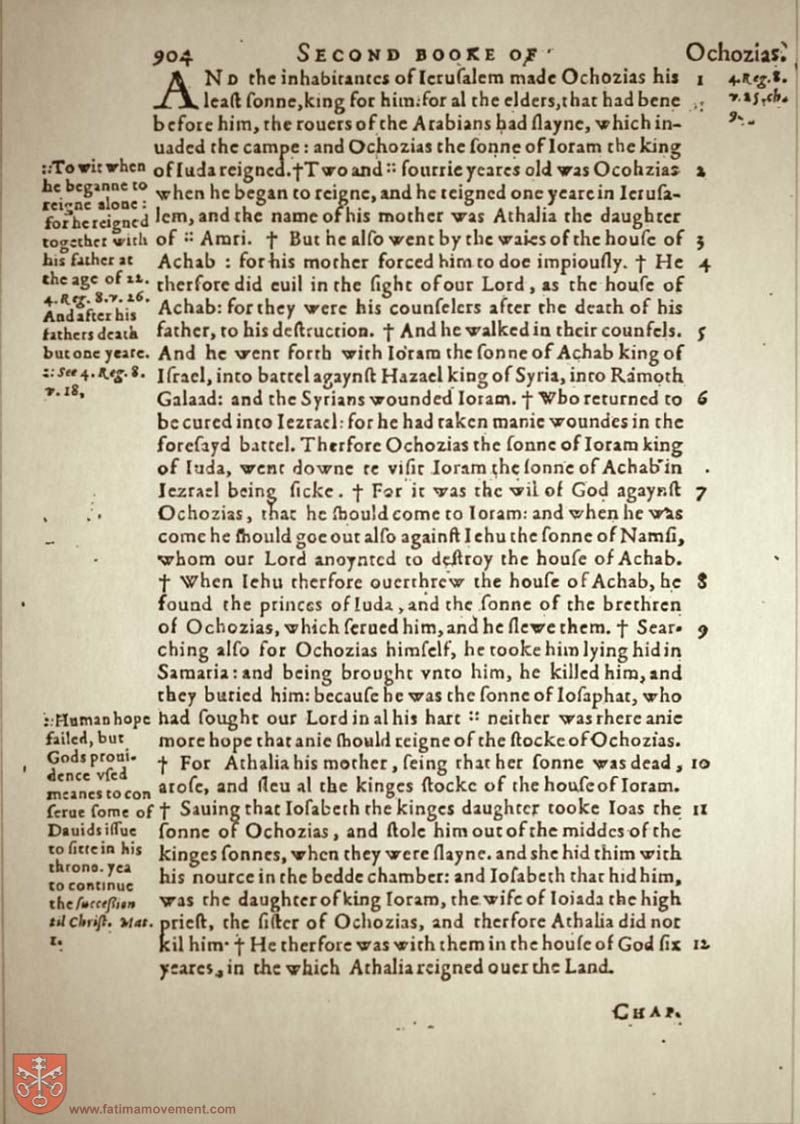 904 SECOND BOOKE OF Ochozias.
AND the inhabitantes of Ierusalem made Ochozias his 1
least sonne, king for him: for al the elders, that had bene
before him, the rouers of the Arabians had slayne, which in-
uaded the campe: and Ochozias the sonne of Ioram the king
of Iuda reigned. † Two and :: fourtie yeares old was Ocohzias 2
when he began to reigne, and he reigned one yeare in Ierusa-
lem, and the name of his mother was Athalia the daughter
of :: Amri. † But he also went by the waies of the house of 3
Achab : for his mother forced him to doe impiously. † He 4
therfore did euil in the sight of our Lord, as the house of
Achab: for they were his counselers after the death of his
father, to his destruction. † And he walked in their counsels. 5
And he went forth with Ioram the sonne of Achab king of
Israel, into battel agaynst Hazael king of Syria, into Ramoth
Galaad: and the Syrians wounded Ioram. † Who returned to 6
be cured into Iezrael: for he had taken manie woundes in the
foresayd battel. Therfore Ochozias the sonne of Ioram king
of Iuda, went downe te visit Ioram the sonne of Achab in
Iezrael being sicke. † For it was the wil of God agaynst 7
Ochozias, that he should come to Ioram: and when he was
come he should goe out also against Iehu the sonne of Namsi,
whom our Lord anoynted to destroy the house of Achab.
† When Iehu therfore ouerthrew the house of Achab, he 8
found the princes of Iuda, and the sonne of the brethren
of Ochozias, which serued him, and he slewe them. † Sear- 9
ching also for Ochozias himself, he tooke him lying hid in
Samaria: and being brought vnto him, he killed him, and
they buried him: because he was the sonne of Iosaphat, who
had sought our Lord in al his hart :: neither was rhere anie
more hope that anie should reigne of the stocke of Ochozias.
† For Athalia his mother, seing that her sonne was dead, 10
arose, and sleu al the kinges stocke of the house of Ioram.
† Sauing that Iosabeth the kinges daughter tooke Ioas the 11
sonne of Ochozias, and stole him out of the middes of the
kinges sonnes, when they were slayne. and she hid thim with
his nource in the bedde chamber: and Iosabeth that hid him,
was the daughter of king Ioram, the wife of Ioiada the high
priest, the sister of Ochozias, and therfore Athalia did not
kil him. † He therfore was with them in the house of God six 12
yeares, in the which Athalia reigned ouer the Land.
CHAP.
4. Reg. 8.
v. 25. ch.
9.
:: To wit when
he beganne to
reigne alone :
for he reigned
together with
his father at
the age of 22.
4. Reg. 8. v. 26.
And after his
fathers death
but one yeare.
:: See 4. Reg. 8.
v. 18,
:: Human hope
failed, but
Gods proui-
dence vsed
meanes to con
serue some of
Dauids issue
to sitte in his
throno. yea
to continue
the succession
til Christ. Mat.
1.
www.fatimamovement.com